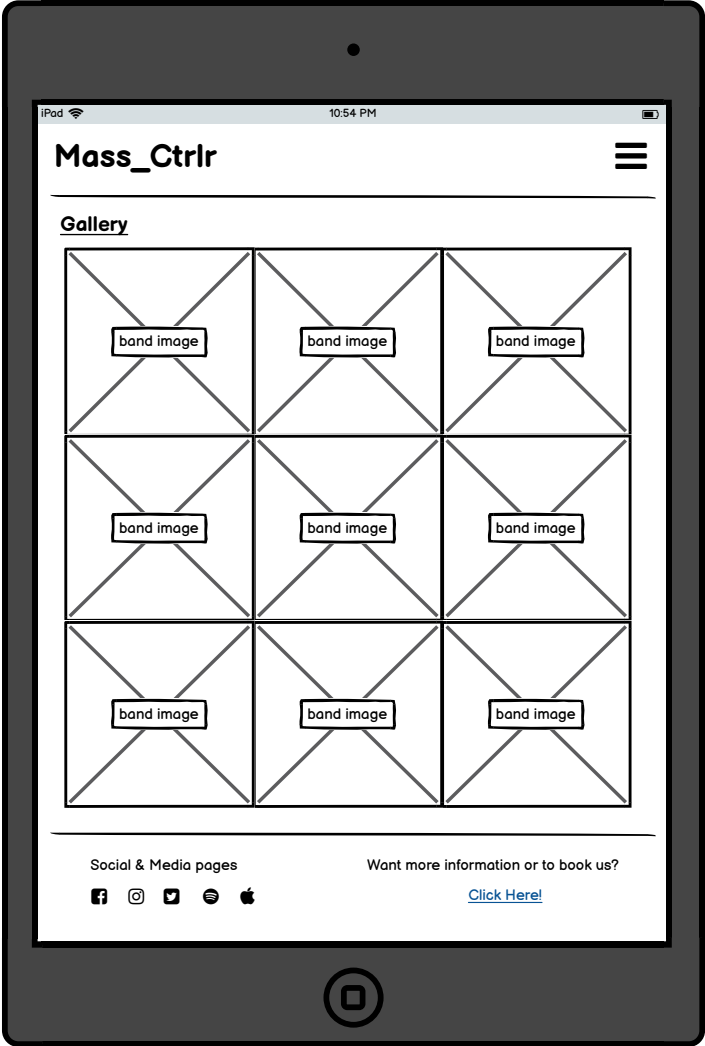 iPad 10:54 PM
Mass_Ctrlr
Gallery
band image band image band image
band image band image band image
band image band image band image
Social & Media pages Want more information or to book us?
Click Here!